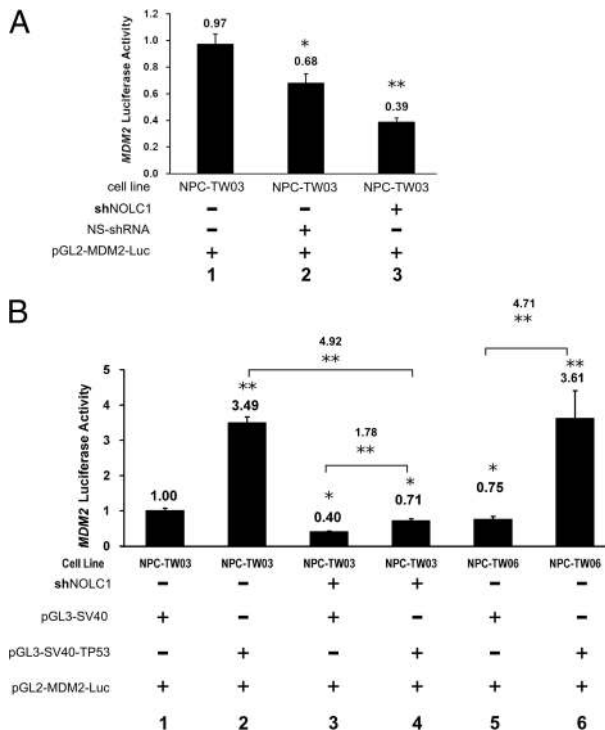 A
MDM2 Luciferase Activity
1.2
1.0
0.8
0.6
0.4
0.2
0.0
0.97
*
0.68
**
0.39
cell line NPC-TW03 NPC-TW03 NPC-TW03
shNOLC1 - - +
NS-shRNA - + -
pGL2-MDM2-Luc + + +
1 2 3
B
MDM2 Luciferase Activity
5
4
3
2
1
0
4.71
**
4.92
**
1.78
**
1.00
**
3.49
*
0.40
*
0.71
*
0.75
**
3.61
Cell Line NPC-TW03 NPC-TW03 NPC-TW03 NPC-TW03 NPC-TW06 NPC-TW06
shNOLC1 - - + + - -
pGL3-SV40 + - + - + -
pGL3-SV40-TP53 - + - + - +
pGL2-MDM2-Luc + + + + + +
1 2 3 4 5 6